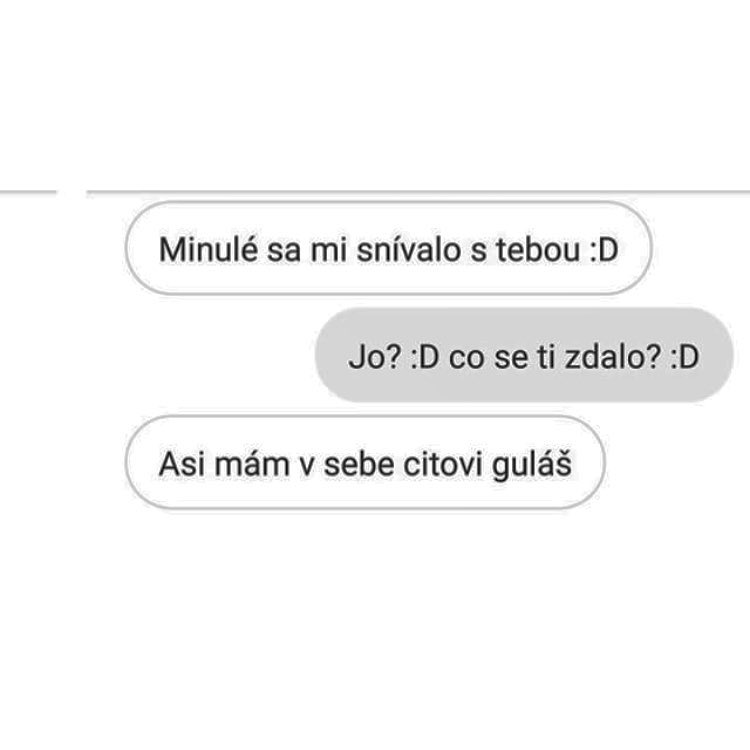 Minulé sa mi snívalo s tebou :D
Jo? :D co se ti zdalo? :D
Asi mám v sebe citovi guláš